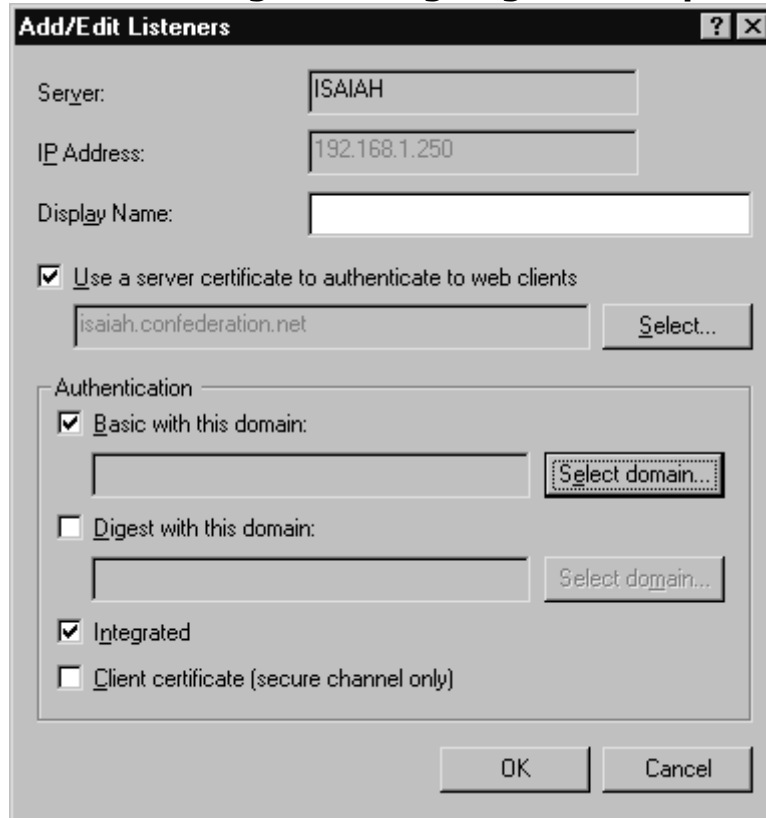 Add/Edit Listeners
Server: ISAIAH
IP Address: 192.168.1.250
Display Name:
Use a server certificate to authenticate to web clients
isaiah.confederation.net Select...
Authentication
Basic with this domain:
Select domain...
Digest with this domain:
Select domain...
Integrated
Client certificate (secure channel only)
OK Cancel